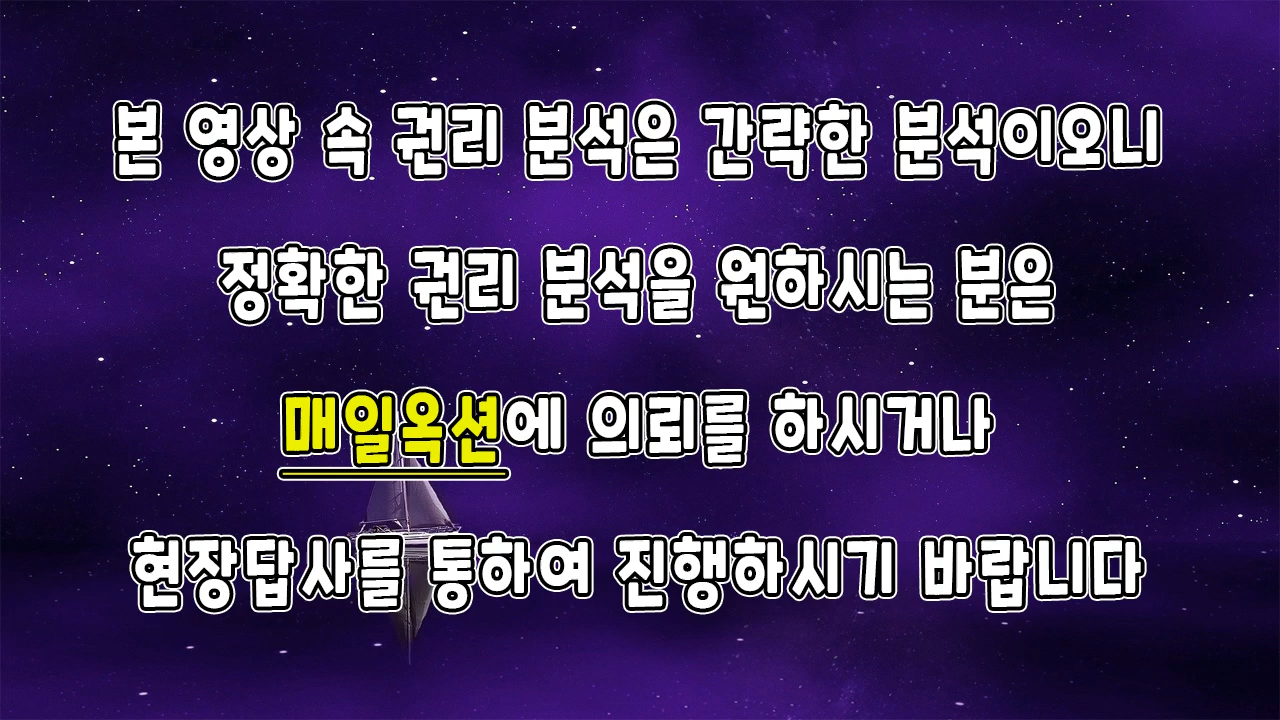 본 영상 속 권리 분석은 간략한 분석이오니
정확한 권리 분석을 원하시는 분은
매일옥션에 의뢰를 하시거나
현장답사를 통하여 진행하시기 바랍니다